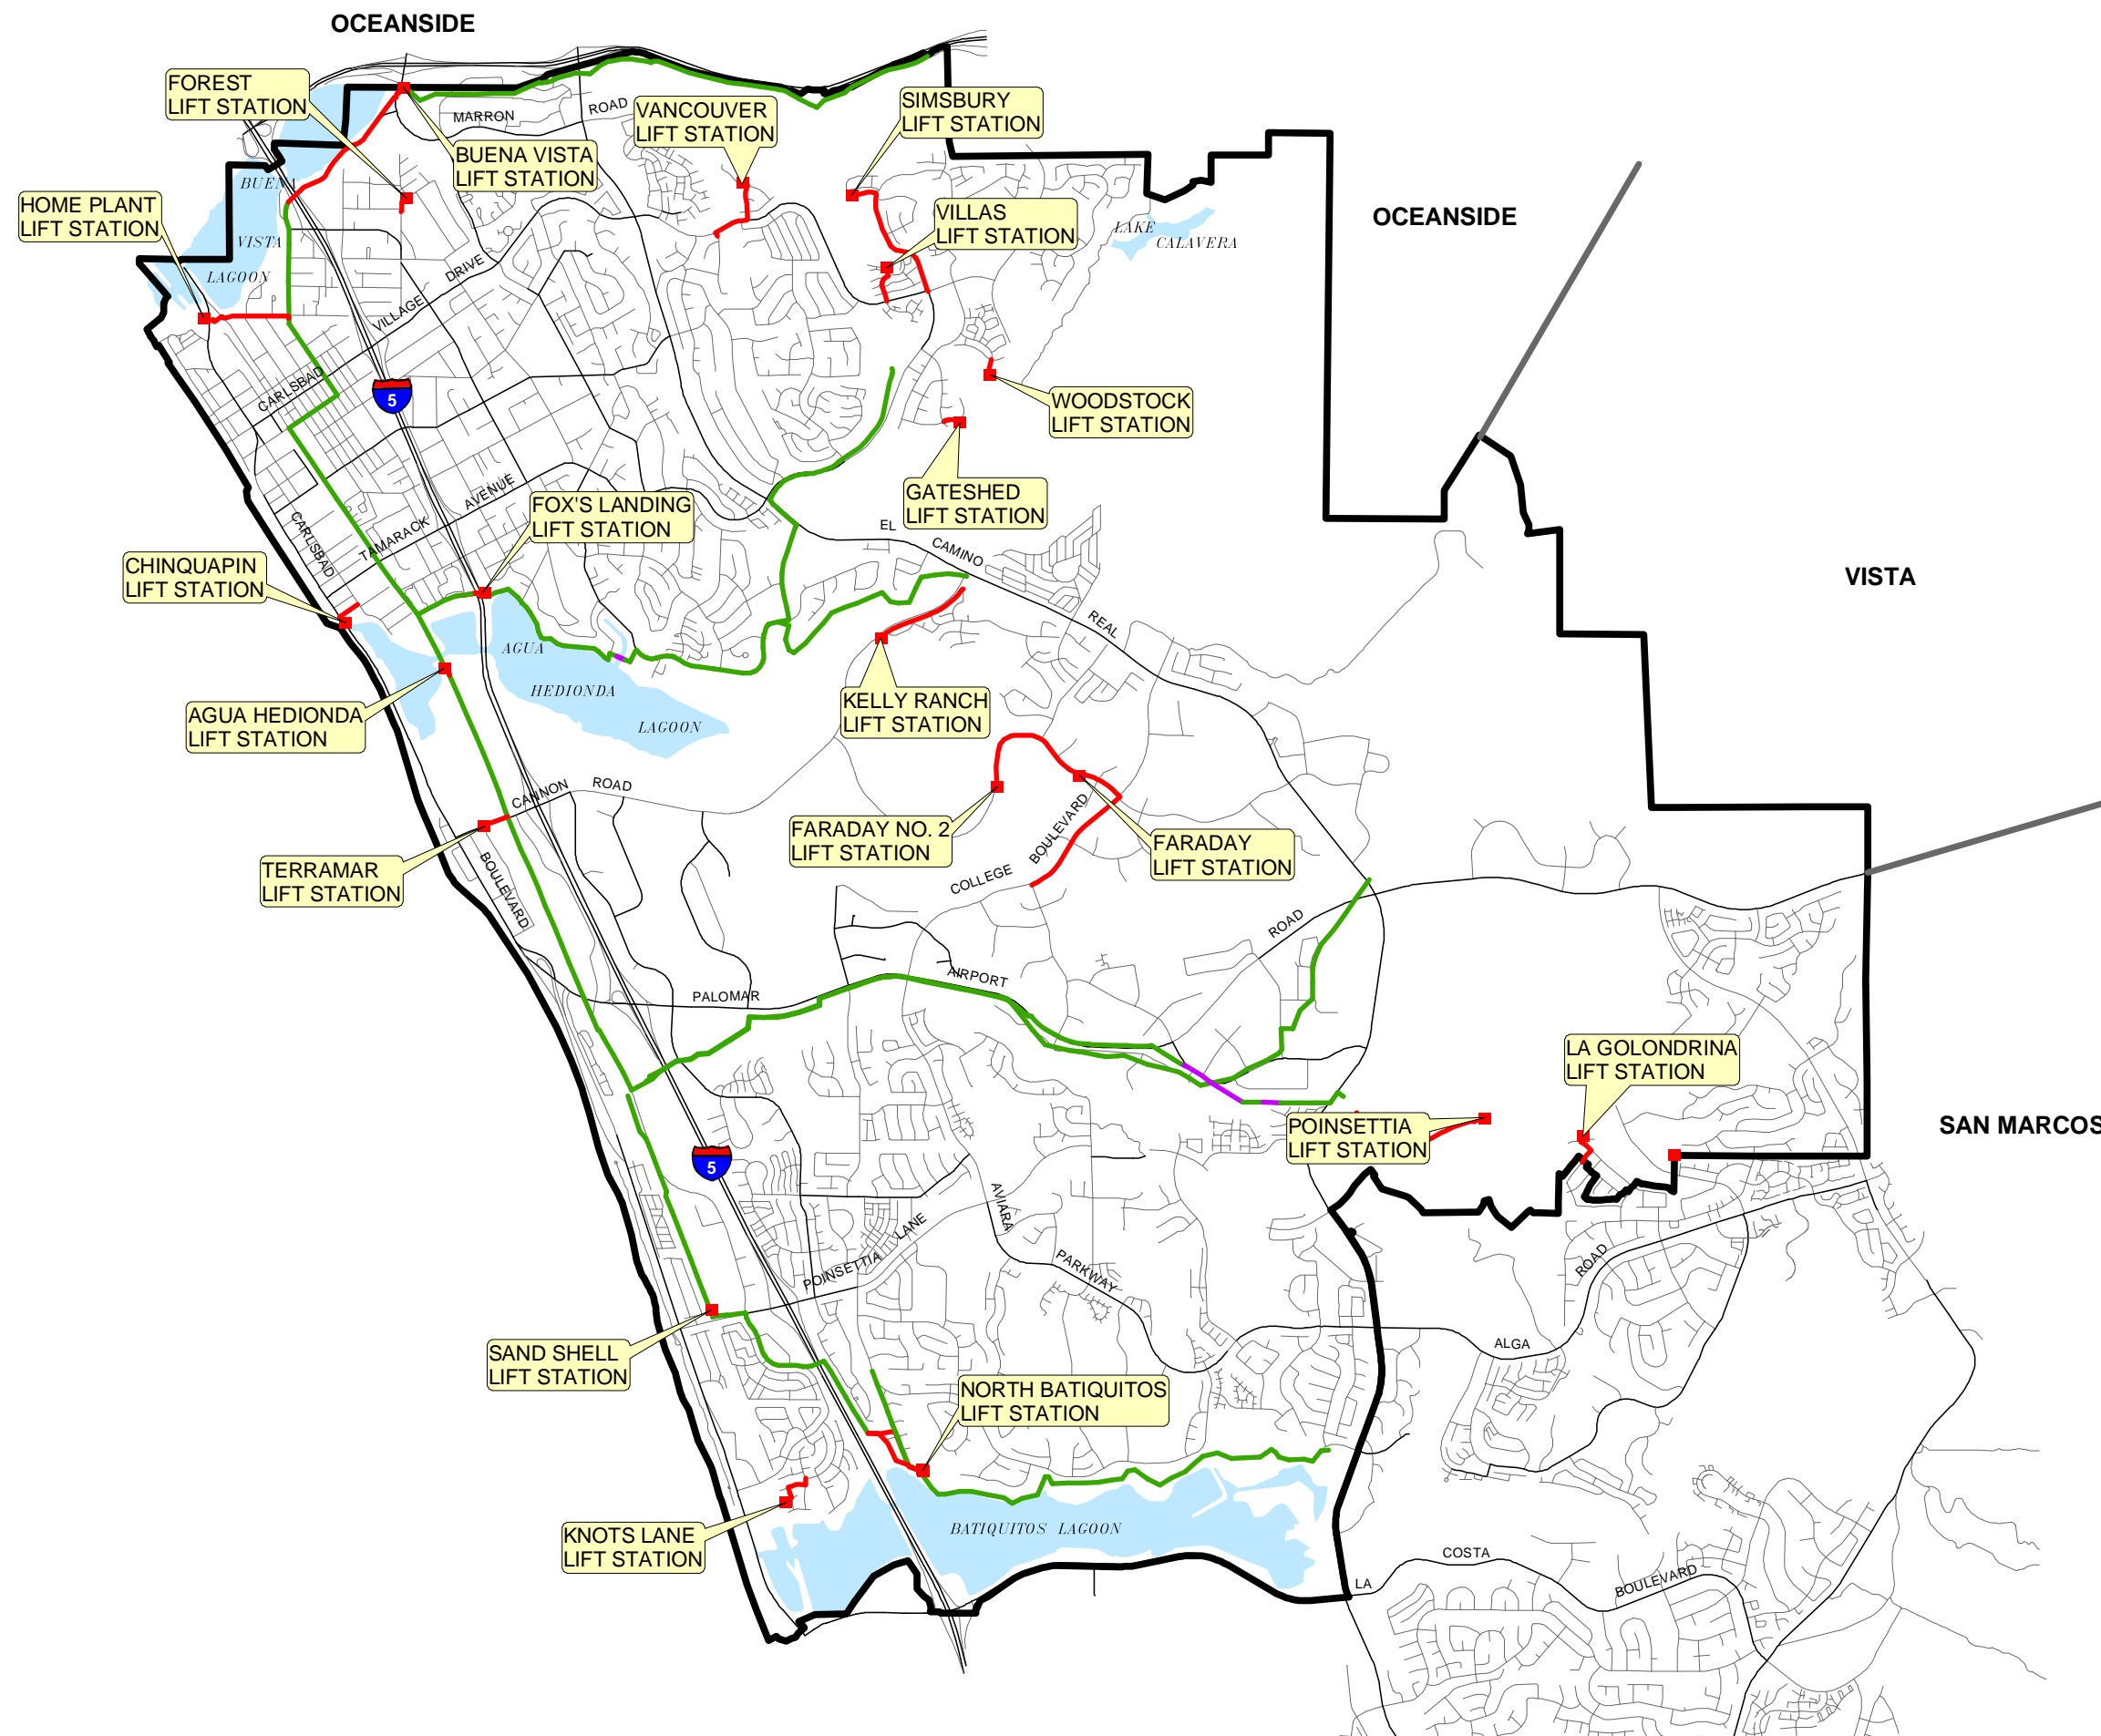 OCEANSIDE
FOREST
LIFT STATION
MARRON
ROAD
VANCOUVER
LIFT STATION
SIMSBURY
LIFT STATION
BUENA VISTA
LIFT STATION
HOME PLANT
LIFT STATION
BUENA
VISTA
LAGOON
VILLAS
LIFT STATION
LAKE
CALAVERA
OCEANSIDE
VILLAGE
DRIVE
CARLSBAD
5
WOODSTOCK
LIFT STATION
GATESHED
LIFT STATION
FOX'S LANDING
LIFT STATION
CARLSBAD
TAMARACK
AVENUE
EL
CAMINO
REAL
CHINQUAPIN
LIFT STATION
VISTA
AGUA
HEDIONDA
LAGOON
AGUA HEDIONDA
LIFT STATION
KELLY RANCH
LIFT STATION
CANNON
ROAD
FARADAY NO. 2
LIFT STATION
FARADAY
LIFT STATION
TERRAMAR
LIFT STATION
BOULEVARD
COLLEGE
BOULEVARD
ROAD
PALOMAR
AIRPORT
LA GOLONDRINA
LIFT STATION
POINSETTIA
LIFT STATION
SAN MARCOS
5
AVIARA
PARKWAY
POINSETTIA
LANE
ROAD
ALGA
SAND SHELL
LIFT STATION
NORTH BATIQUITOS
LIFT STATION
KNOTS LANE
LIFT STATION
BATIQUITOS LAGOON
LA
COSTA
BOULEVARD